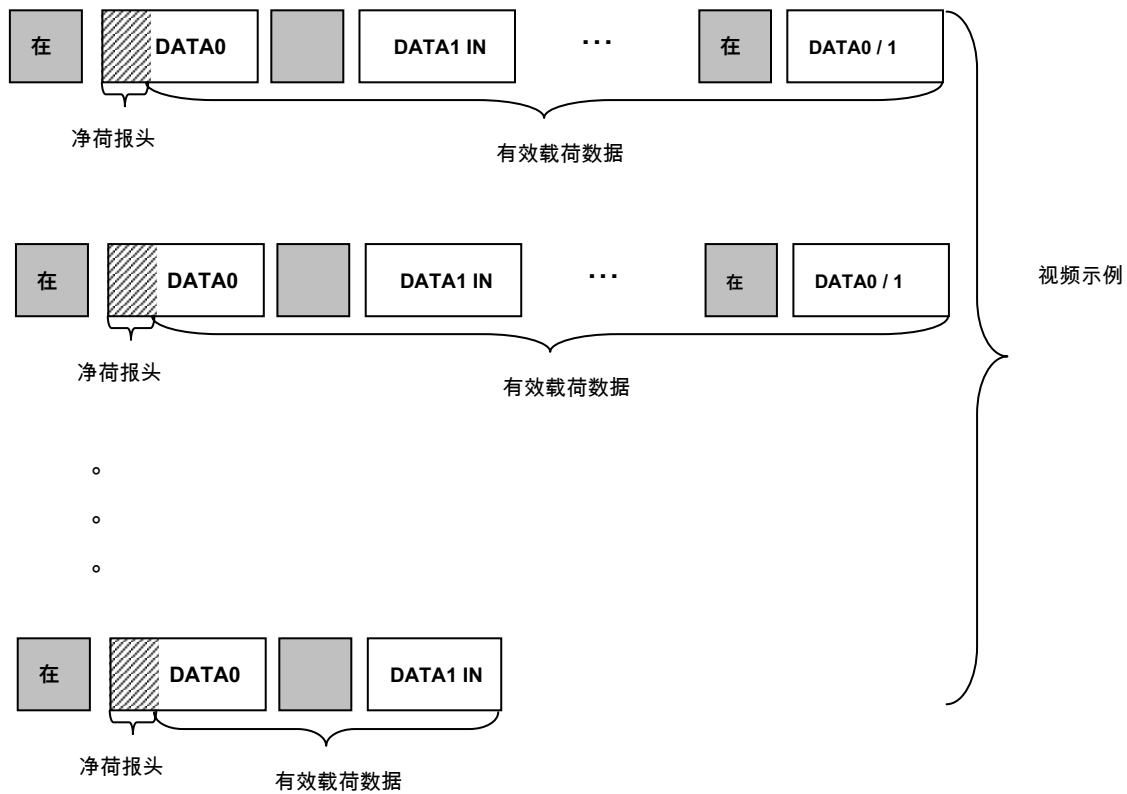 在 DATA0 DATA1 IN ... 在 DATA0 / 1
净荷报头
有效载荷数据
在 DATA0 DATA1 IN ... 在 DATA0 / 1
视频示例
净荷报头
有效载荷数据
。
。
。
在 DATA0 DATA1 IN
净荷报头
有效载荷数据